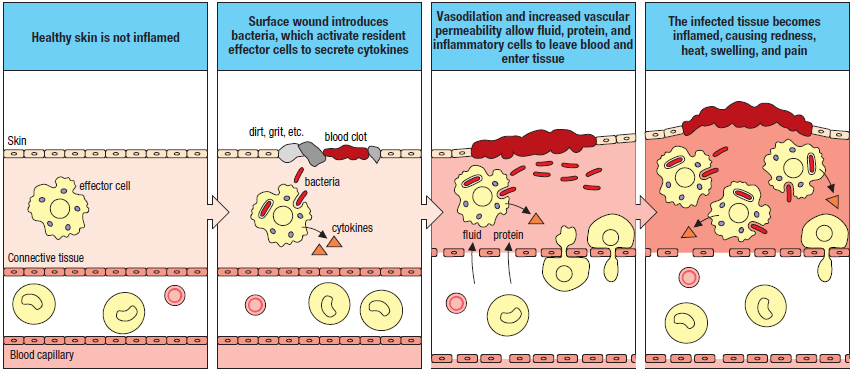 Healthy skin is not inflamed
Surface wound introduces
bacteria, which activate resident
effector cells to secrete cytokines
Vasodilation and increased vascular
permeability allow fluid, protein, and
inflammatory cells to leave blood and
enter tissue
The infected tissue becomes
inflamed, causing redness,
heat, swelling, and pain
Skin
effector cell
Connective tissue
Blood capillary
dirt, grit, etc.
blood clot
bacteria
cytokines
fluid
protein